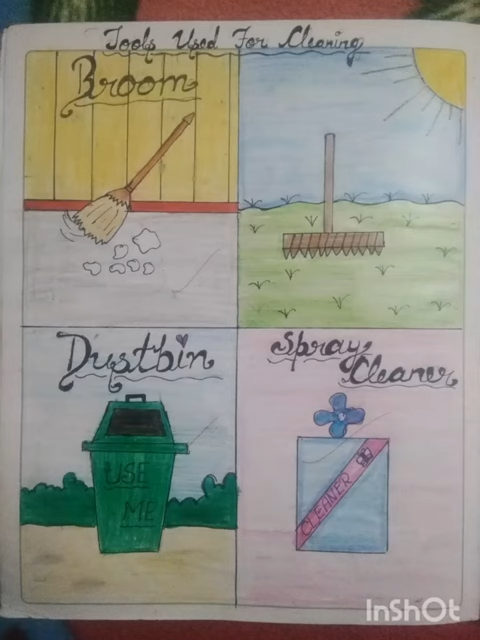 Tools Used For Cleaning
Broom
Dustbin
USE
ME
Spray
Cleaner
CLEANER
InShOt